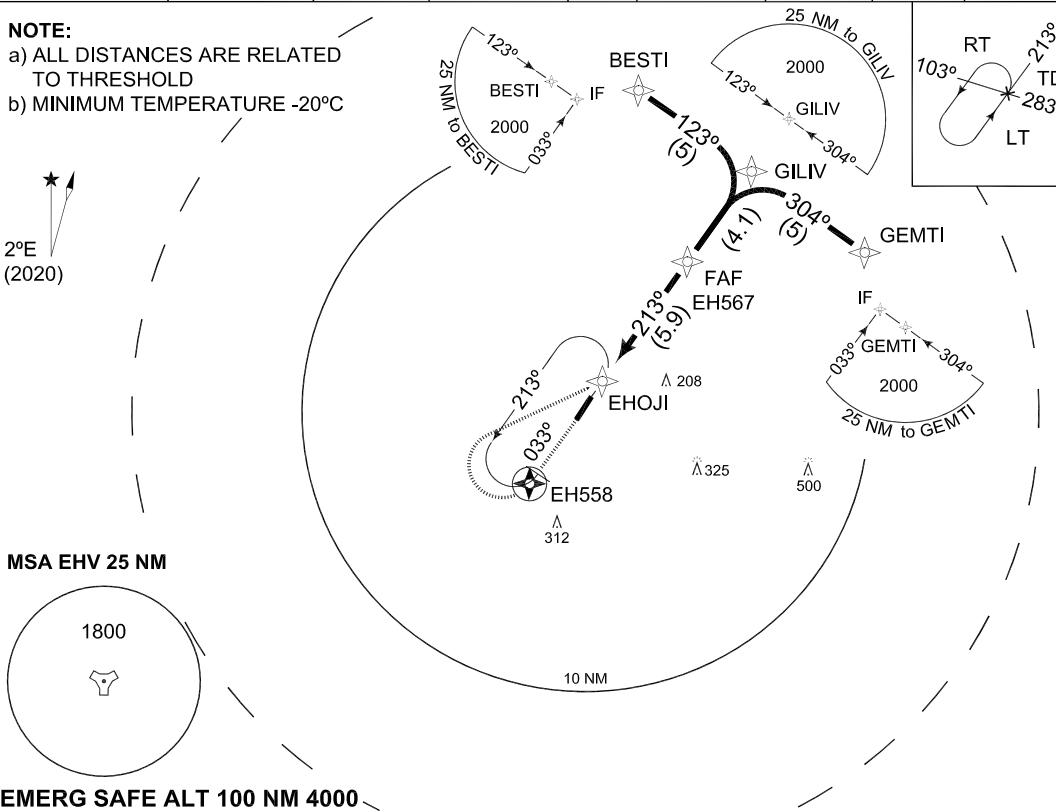 NOTE:
a) ALL DISTANCES ARE RELATED
TO THRESHOLD
b) MINIMUM TEMPERATURE -20ºC
123º
BESTI
IF
2000
033º
25 NM to BESTI
BESTI
123º
(5)
25 NM to GILIV
2000
123º
GILIV
304º
RT
213º
103º
283
LT
GILIV
304º
(5)
GEMTI
(4.1)
FAF
EH567
213º
(5.9)
2ºE
(2020)
IF
GEMTI
033º
304º
2000
25 NM to GEMTI
213º
EHOJI
208
033º
EH558
325
500
312
MSA EHV 25 NM
1800
10 NM
EMERG SAFE ALT 100 NM 4000